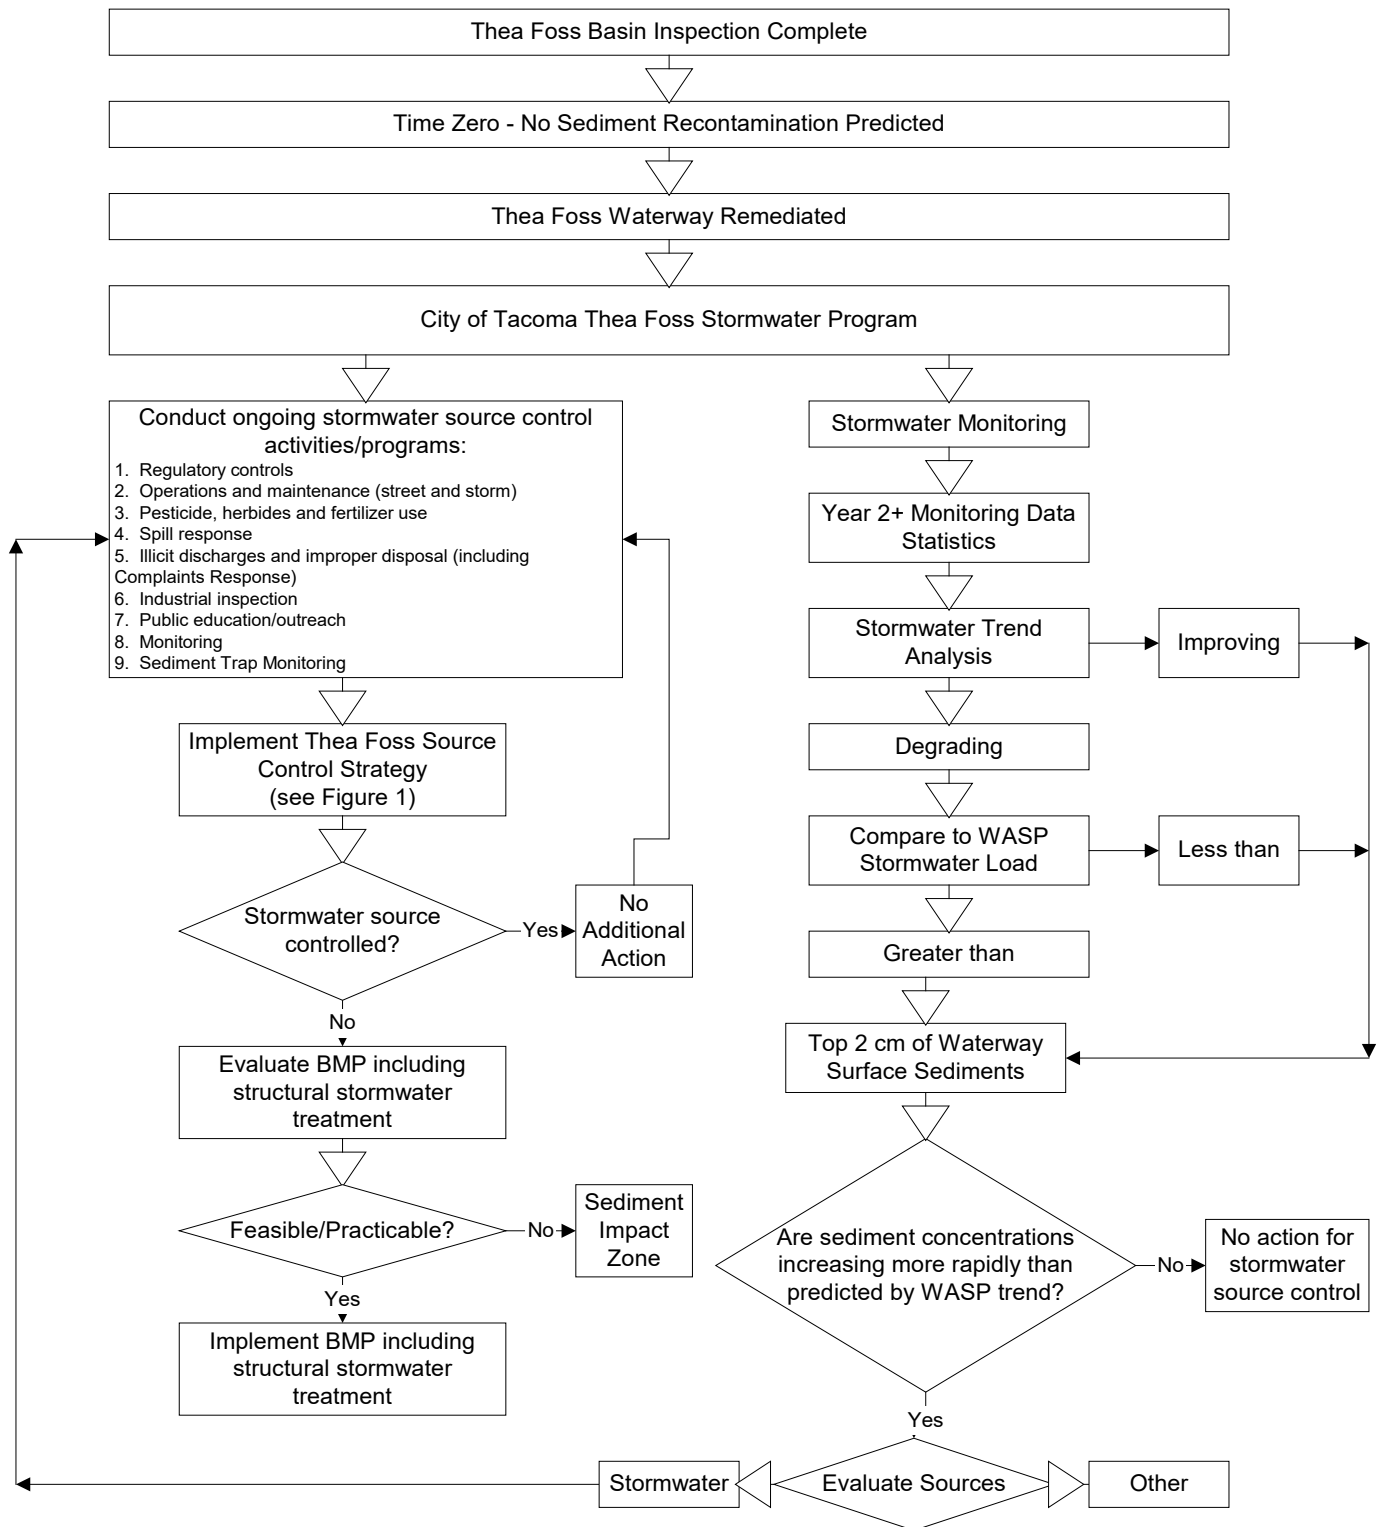 Thea Foss Basin Inspection Complete
Time Zero - No Sediment Recontamination Predicted
Thea Foss Waterway Remediated
City of Tacoma Thea Foss Stormwater Program
Conduct ongoing stormwater source control
activities/programs:
1. Regulatory controls
2. Operations and maintenance (street and storm)
3. Pesticide, herbides and fertilizer use
4. Spill response
5. Illicit discharges and improper disposal (including
Complaints Response)
6. Industrial inspection
7. Public education/outreach
8. Monitoring
9. Sediment Trap Monitoring
Implement Thea Foss Source
Control Strategy
(see Figure 1)
Stormwater source
controlled?
Yes
No
Additional
Action
No
Evaluate BMP including
structural stormwater
treatment
Feasible/Practicable?
No
Sediment
Impact
Zone
Yes
Implement BMP including
structural stormwater
treatment
Stormwater Monitoring
Year 2+ Monitoring Data
Statistics
Stormwater Trend
Analysis
Improving
Degrading
Compare to WASP
Stormwater Load
Less than
Greater than
Top 2 cm of Waterway
Surface Sediments
Are sediment concentrations
increasing more rapidly than
predicted by WASP trend?
No
No action for
stormwater
source control
Yes
Stormwater
Evaluate Sources
Other